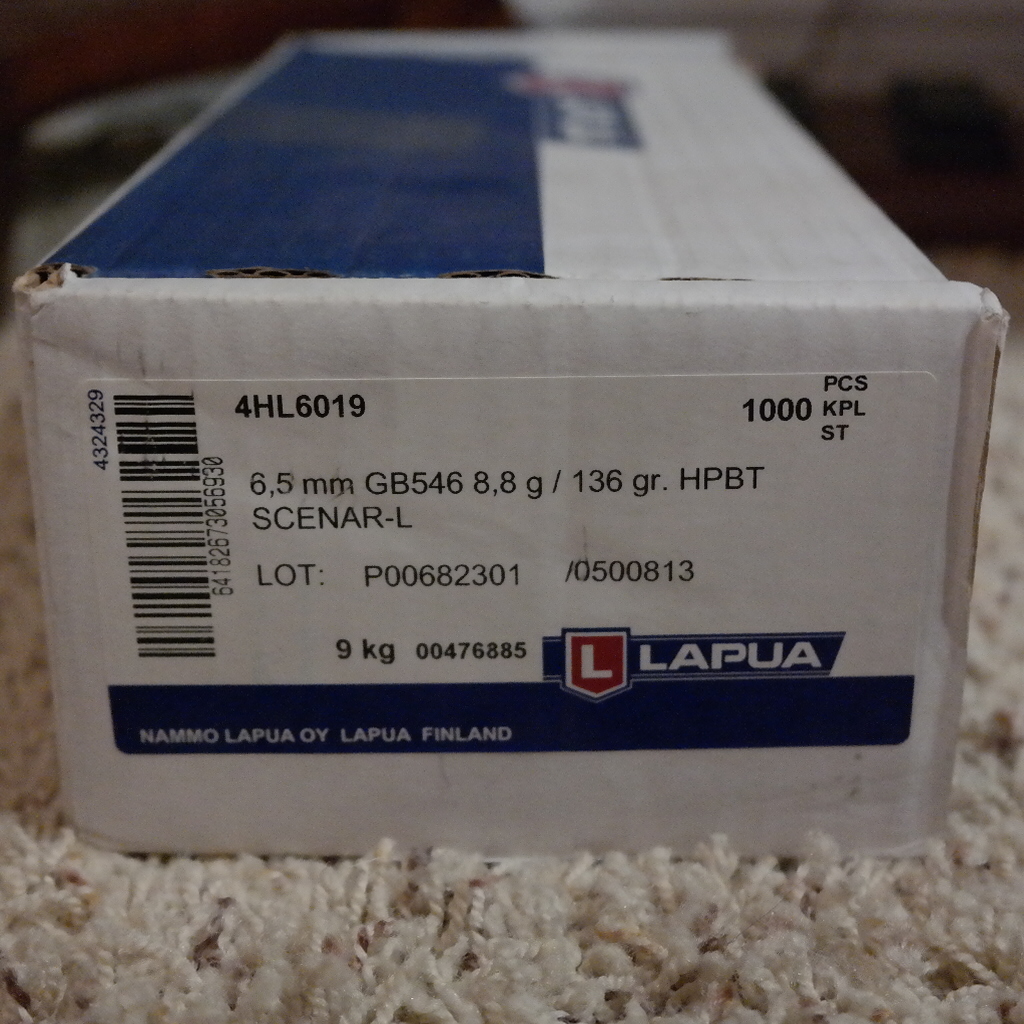 4324329
64182673056930
4HL6019
1000 PCS
KPL
ST
6,5 mm GB546 8,8 g / 136 gr. HPBT
SCENAR-L
LOT: P00682301 /0500813
9 kg 00476885
L LAPUA
NAMMO LAPUA OY LAPUA FINLAND